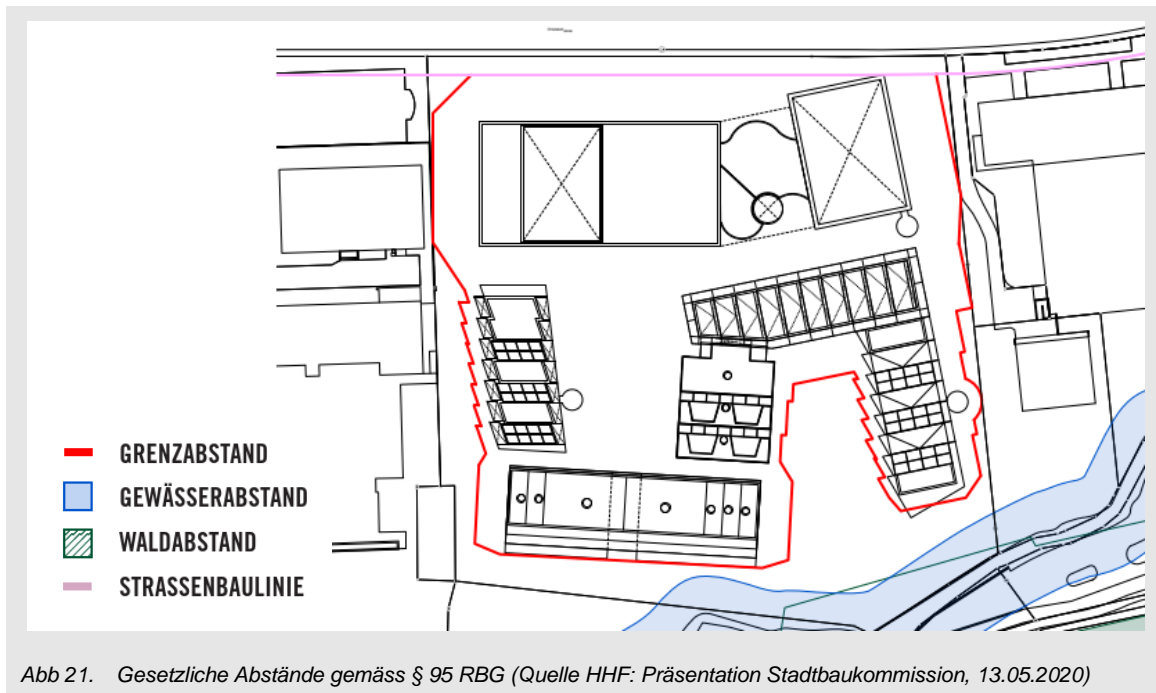 GRENZABSTAND
GEWÄSSERABSTAND
WALDABSTAND
STRASSENBAULINIE
Abb 21. Gesetzliche Abstände gemäss § 95 RBG (Quelle HHF: Präsentation Stadtbaukommission, 13.05.2020)